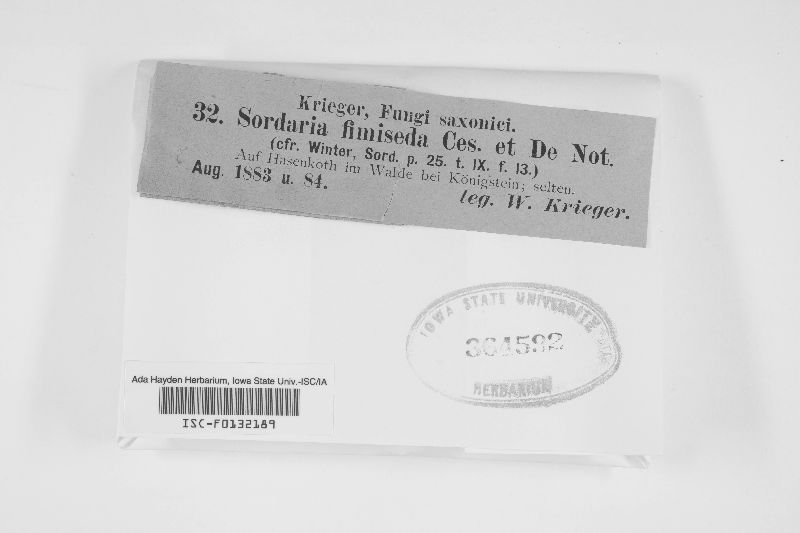 Krieger, Fungi saxonici.
32. Sordaria fimiseda Ces. et De Not.
(cfr. Winter, Sord. p. 25. t. IX. f. 13.)
Auf Hasenkoth im Walde bei Königstein; selten.
Aug. 1883 u. 84.
leg. W. Krieger.
IOWA STATE UNIVERSITY
364592
HERBARIUM
Ada Hayden Herbarium, Iowa State Univ.-ISC/IA
ISC-F0132189